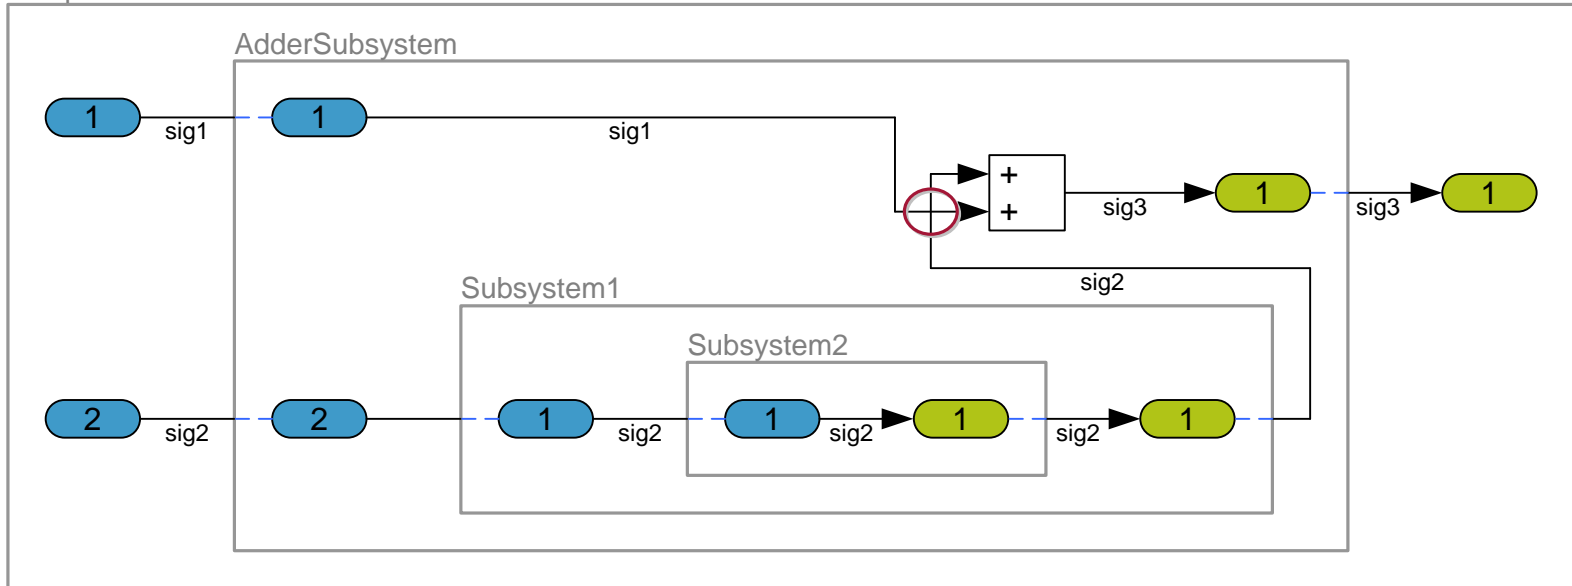 AdderSubsystem
1
sig1
1
sig1
+
+
sig3
1
sig3
1
sig2
Subsystem1
Subsystem2
2
sig2
2
1
sig2
1
sig2
1
sig2
1